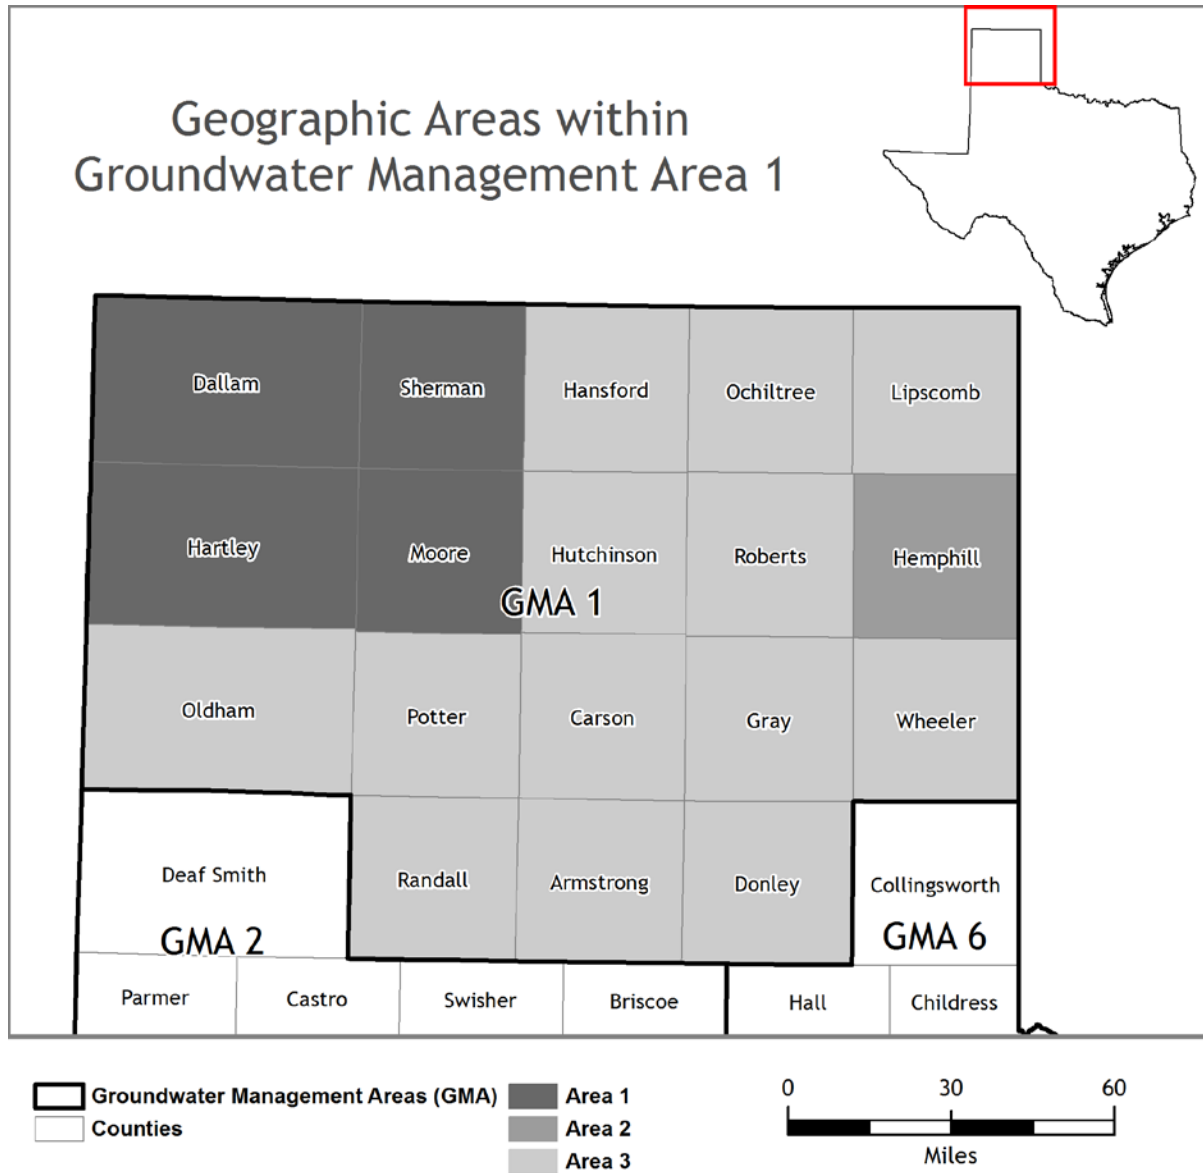 Geographic Areas within
Groundwater Management Area 1
Dallam
Sherman
Hansford
Ochiltree
Lipscomb
Hartley
Moore
Hutchinson
Roberts
Hemphill
GMA 1
Oldham
Potter
Carson
Gray
Wheeler
Deaf Smith
Randall
Armstrong
Donley
Collingsworth
GMA 2
GMA 6
Parmer
Castro
Swisher
Briscoe
Hall
Childress
Groundwater Management Areas (GMA)
Counties
Area 1
Area 2
Area 3
0 30 60
Miles